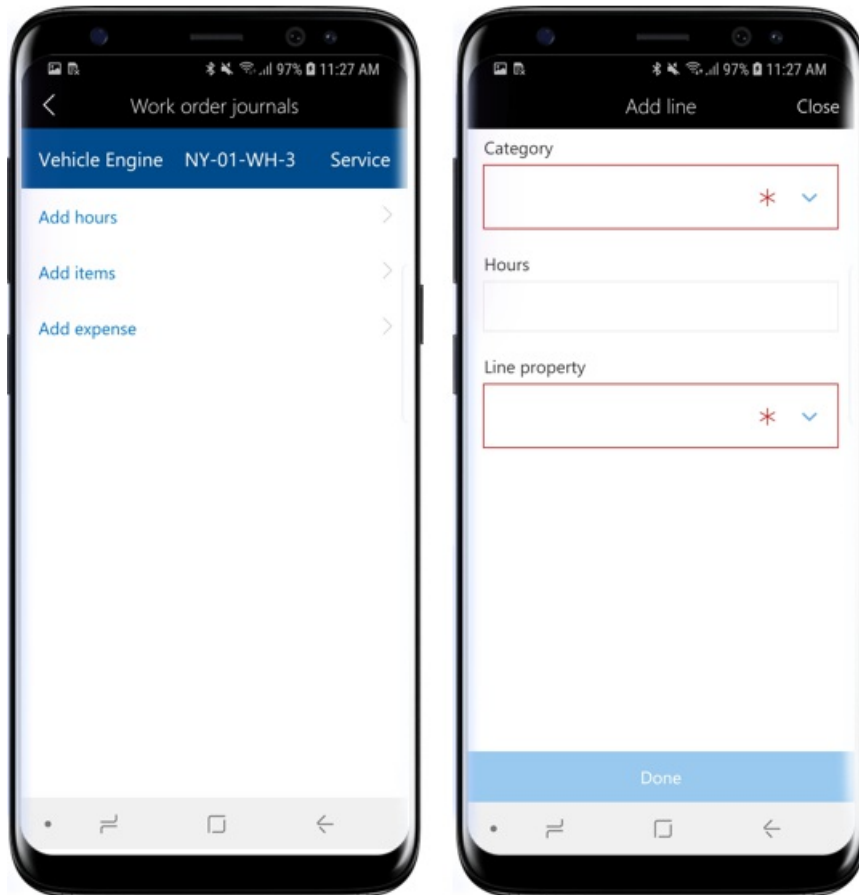 97% 11:27 AM
Work order journals
Vehicle Engine NY-01-WH-3 Service
Add hours
Add items
Add expense
97% 11:27 AM
Add line Close
Category
*
Hours
Line property
*
Done